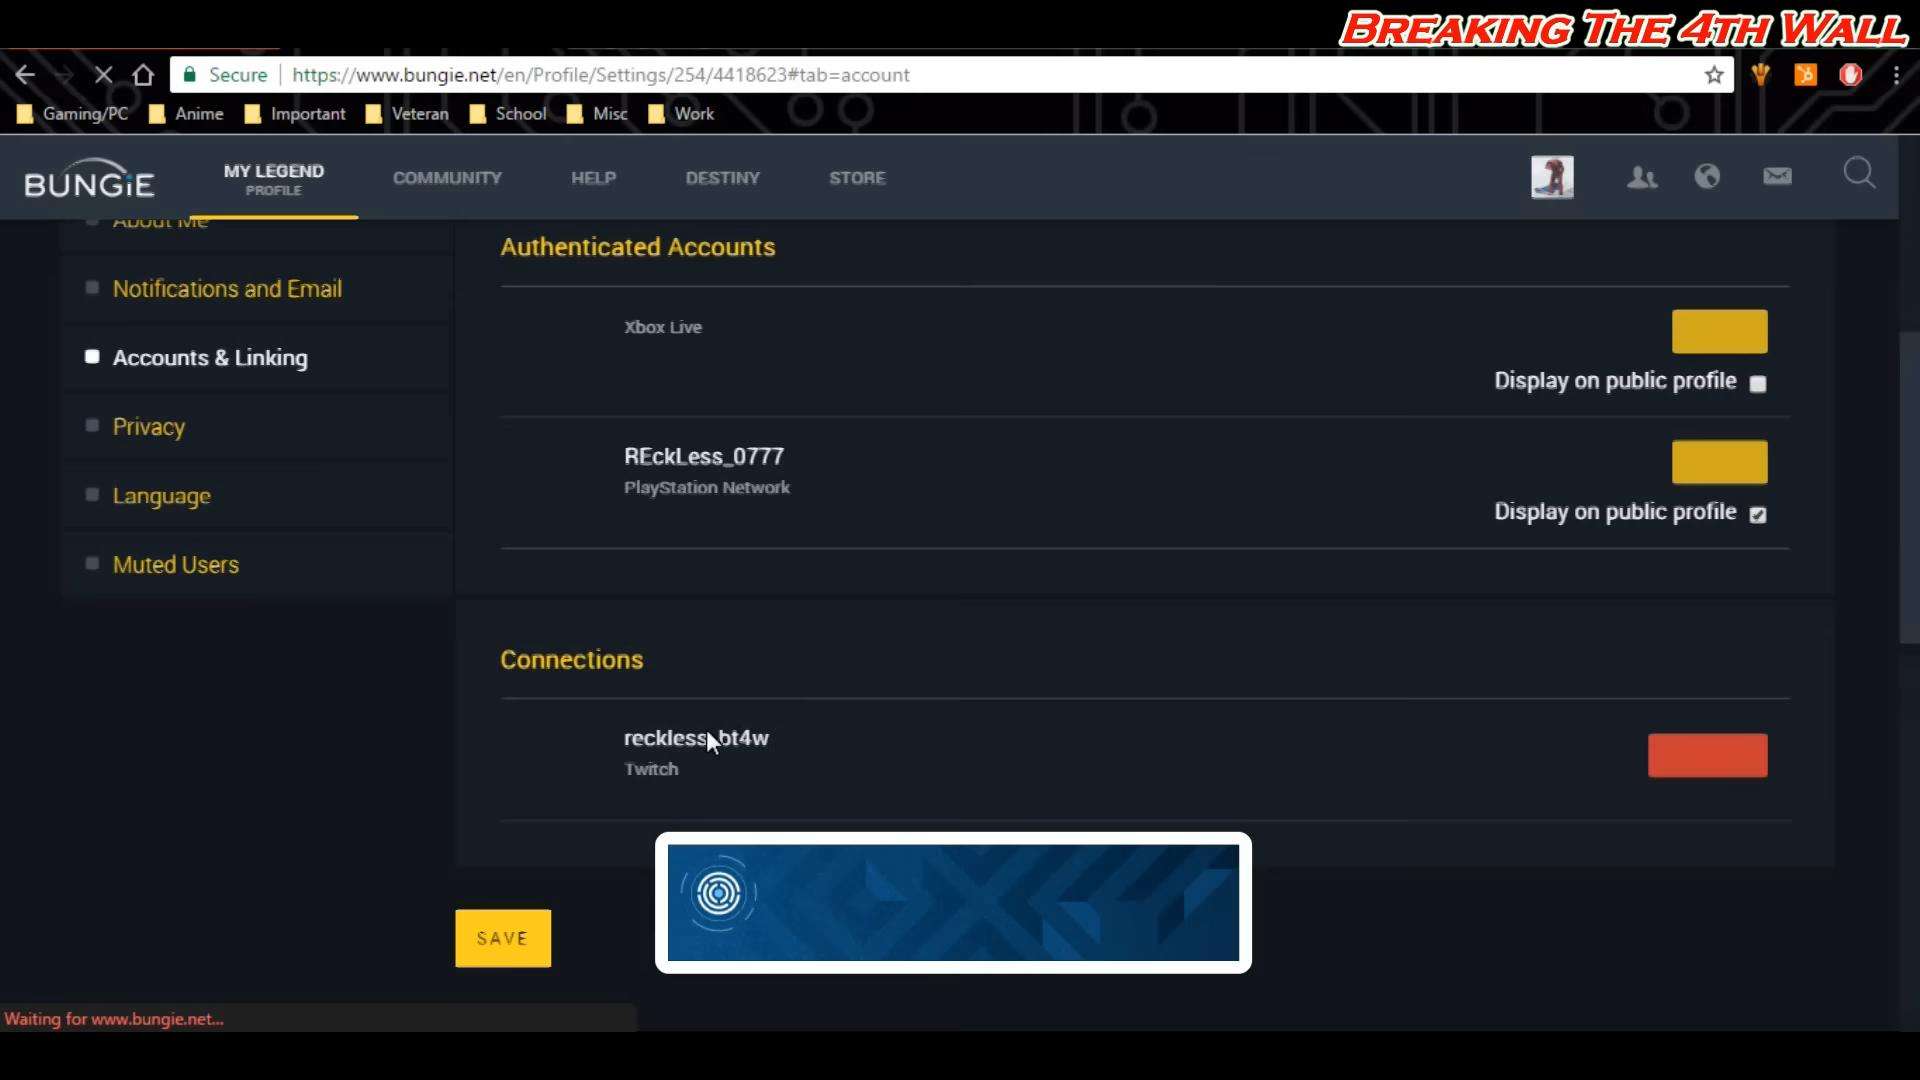 Breaking The 4th Wall
Secure https://www.bungie.net/en/Profile/Settings/254/4418623#tab=account
Gaming/PC Anime Important Veteran School Misc Work
BUNGiE MY LEGEND COMMUNITY HELP DESTINY STORE
PROFILE
About Me
Authenticated Accounts
Notifications and Email
Xbox Live
Accounts & Linking
Display on public profile
Privacy
REckLess_0777
PlayStation Network
Language
Display on public profile
Muted Users
Connections
reckless_bt4w
Twitch
SAVE
Waiting for www.bungie.net...